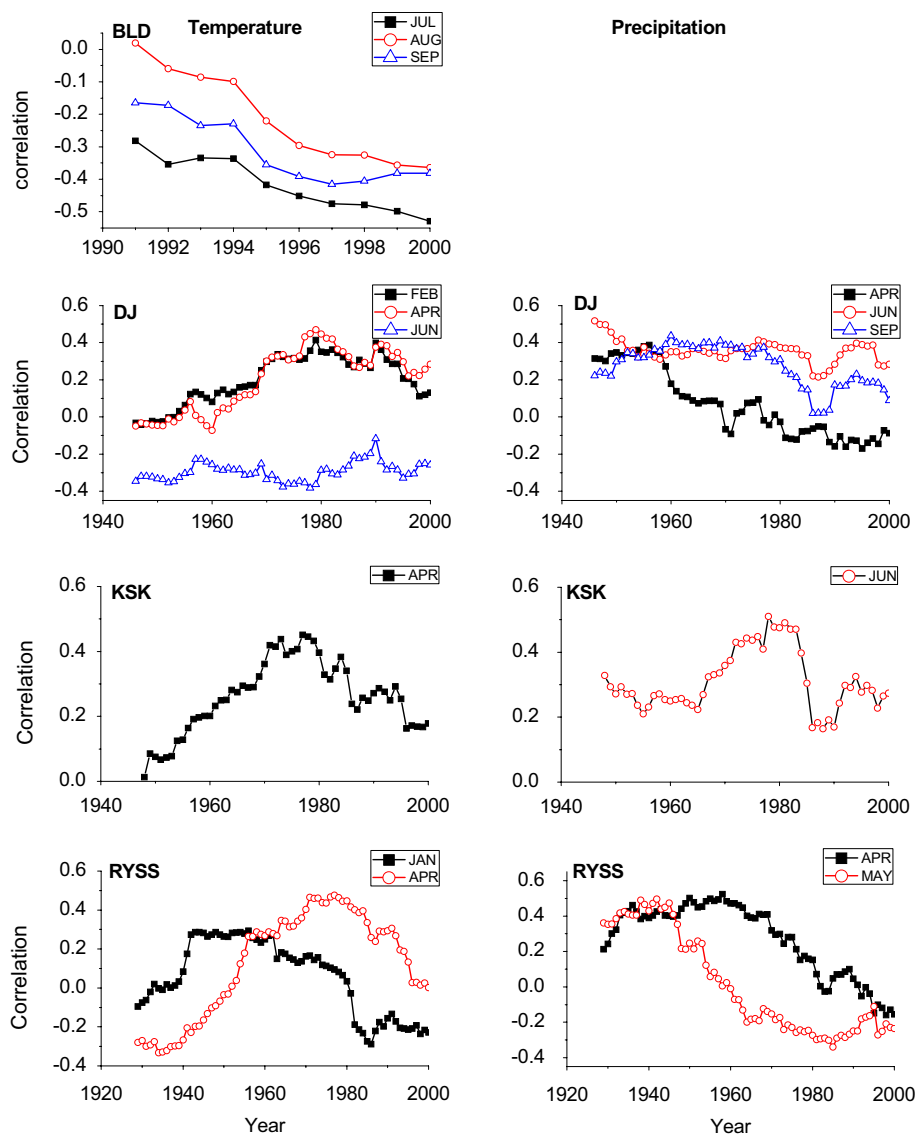 Temperature
Precipitation
BLD
JUL
AUG
SEP
correlation
0.0
-0.1
-0.2
-0.3
-0.4
-0.5
1990 1992 1994 1996 1998 2000
DJ
FEB
APR
JUN
Correlation
0.6
0.4
0.2
0.0
-0.2
-0.4
1940 1960 1980 2000
DJ
APR
JUN
SEP
0.6
0.4
0.2
0.0
-0.2
-0.4
1940 1960 1980 2000
KSK
APR
Correlation
0.6
0.4
0.2
0.0
1940 1960 1980 2000
KSK
JUN
0.6
0.4
0.2
0.0
1940 1960 1980 2000
RYSS
JAN
APR
Correlation
0.6
0.4
0.2
0.0
-0.2
-0.4
1920 1940 1960 1980 2000
Year
RYSS
APR
MAY
0.6
0.4
0.2
0.0
-0.2
-0.4
1920 1940 1960 1980 2000
Year